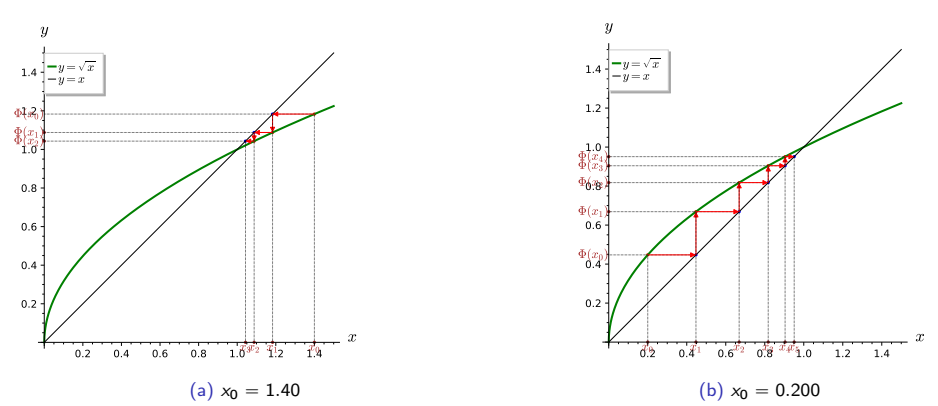 y
y = √x
y = x
1.4
1.2
1.0
0.8
0.6
0.4
0.2
Φ(x₀)
Φ(x₁)
Φ(x₂)
0.2 0.4 0.6 0.8 1.0 1.2 1.4
x₃ x₂ x₁ x₀
x
(a) x₀ = 1.40
y
y = √x
y = x
1.4
1.2
1.0
0.8
0.6
0.4
0.2
Φ(x₄)
Φ(x₃)
Φ(x₂)
Φ(x₁)
Φ(x₀)
0.2 0.4 0.6 0.8 1.0 1.2 1.4
x₀ x₁ x₂ x₃ x₄ x₅
x
(b) x₀ = 0.200